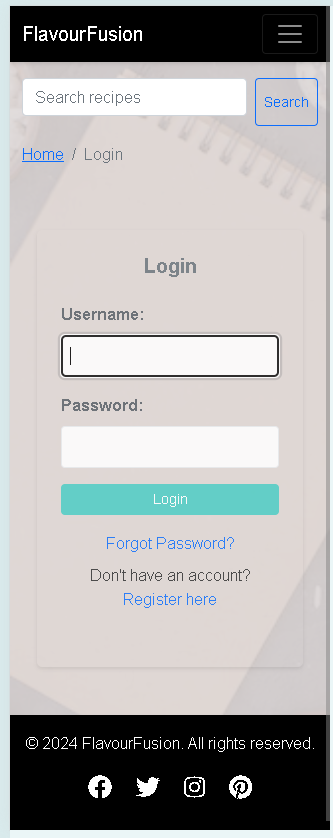 FlavourFusion
Search recipes
Search
Home / Login
Login
Username:
Password:
Login
Forgot Password?
Don't have an account?
Register here
© 2024 FlavourFusion. All rights reserved.